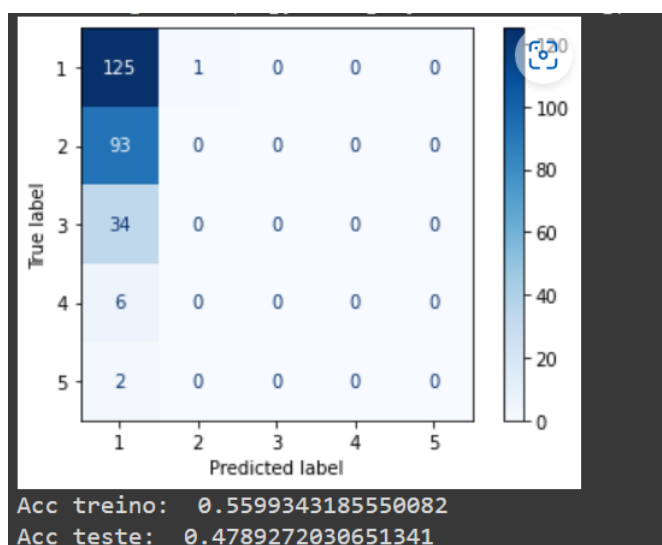 1 125 1 0 0 0
2 93 0 0 0 0
3 34 0 0 0 0
4 6 0 0 0 0
5 2 0 0 0 0
1 2 3 4 5
True label
Predicted label
120
100
80
60
40
20
0
Acc treino: 0.5599343185550082
Acc teste: 0.4789272030651341